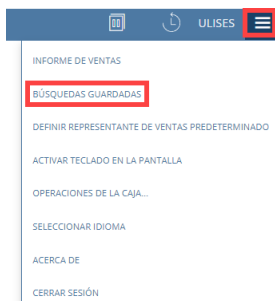 ULISES
INFORME DE VENTAS
BÚSQUEDAS GUARDADAS
DEFINIR REPRESENTANTE DE VENTAS PREDETERMINADO
ACTIVAR TECLADO EN LA PANTALLA
OPERACIONES DE LA CAJA...
SELECCIONAR IDIOMA
ACERCA DE
CERRAR SESIÓN